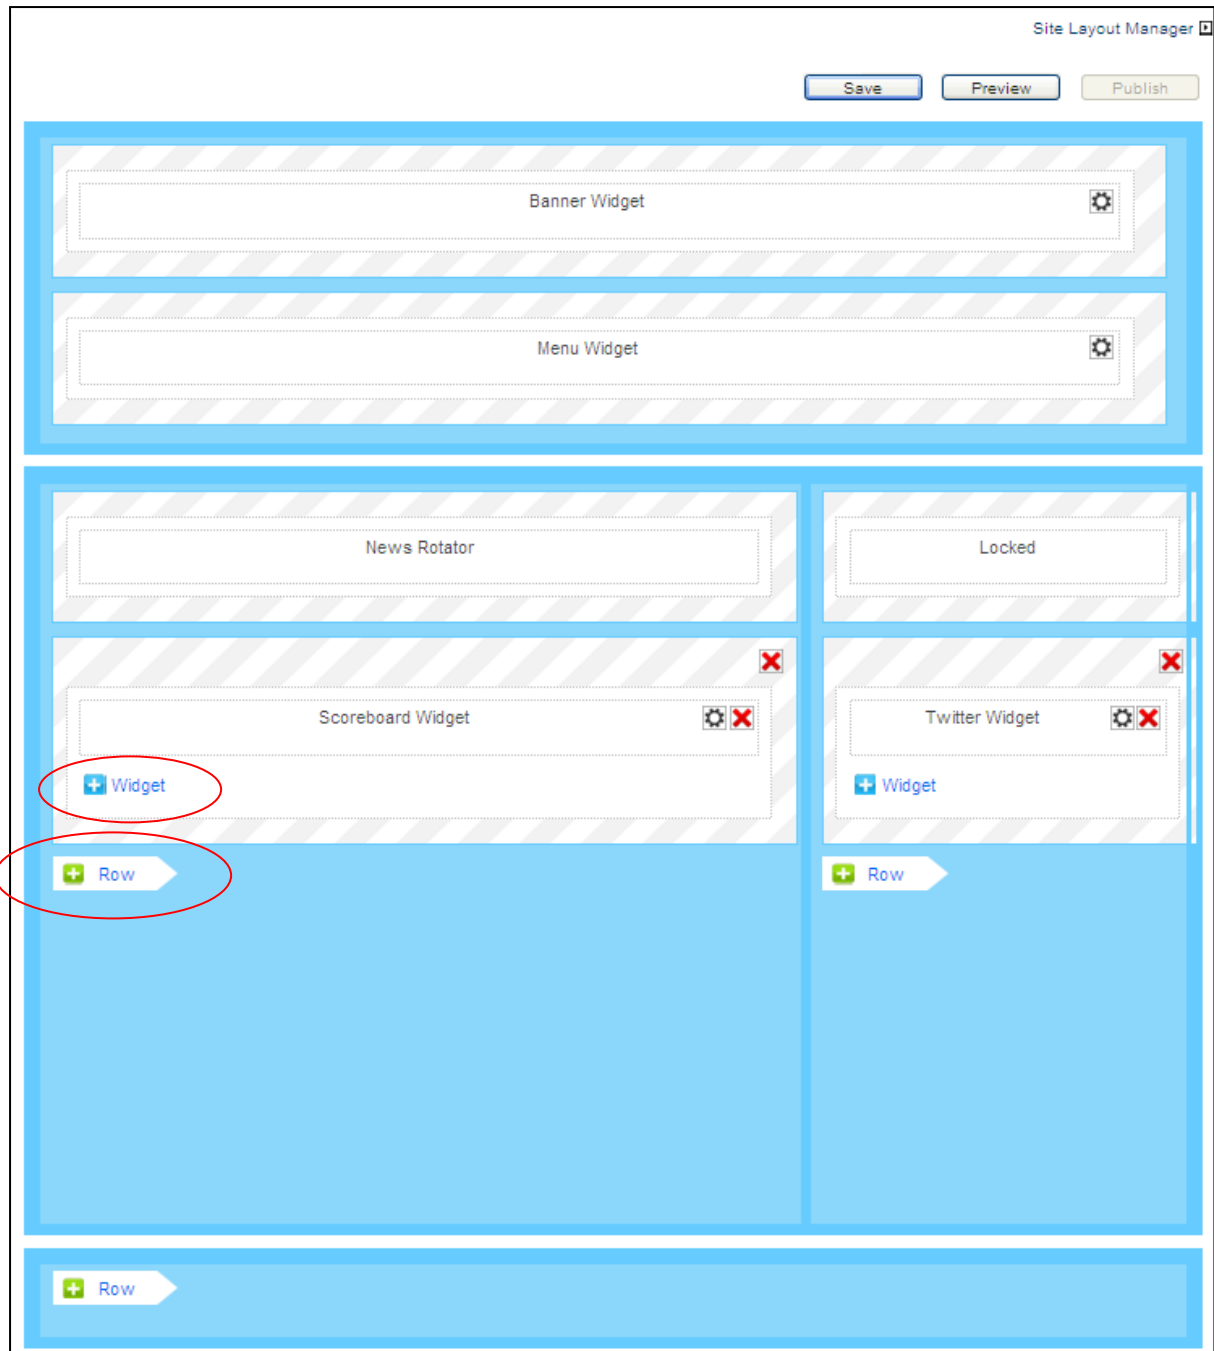 Site Layout Manager
Save Preview Publish
Banner Widget
Menu Widget
News Rotator
Locked
Scoreboard Widget
Twitter Widget
Widget
Widget
Row
Row
Row